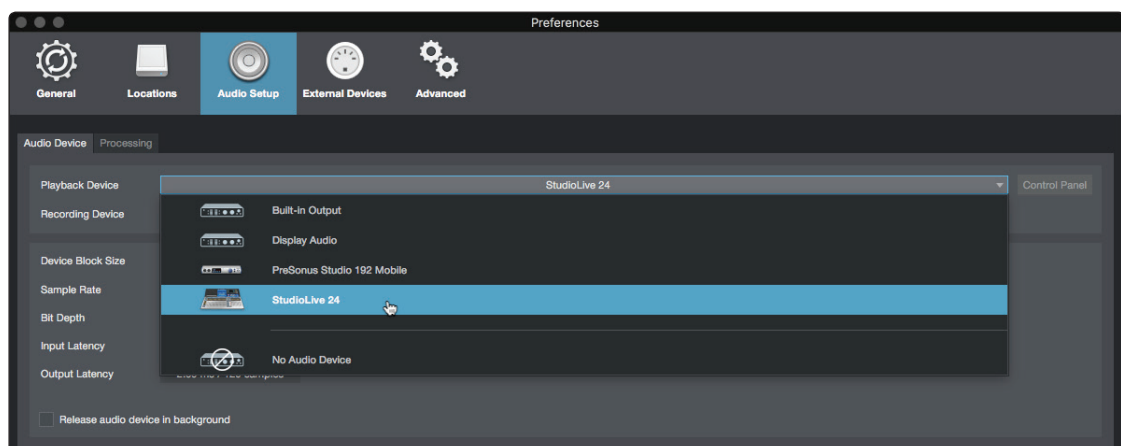 Preferences
General Locations Audio Setup External Devices Advanced
Audio Device Processing
Playback Device StudioLive 24 Control Panel
Recording Device Built-in Output
Display Audio
Device Block Size PreSonus Studio 192 Mobile
Sample Rate StudioLive 24
Bit Depth
Input Latency No Audio Device
Output Latency
Release audio device in background